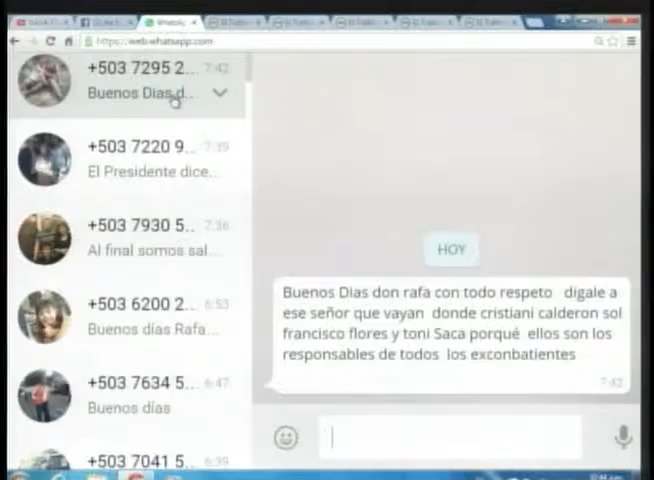 https://web.whatsapp.com
+503 7295 2... 7:42
Buenos Dias d...
+503 7220 9... 7:39
El Presidente dice...
+503 7930 5... 7:36
Al final somos sal...
+503 6200 2... 6:53
Buenos días Rafa...
+503 7634 5... 6:47
Buenos días
+503 7041 5... 6:39
HOY
Buenos Dias don rafa con todo respeto digale a
ese señor que vayan donde cristiani calderon sol
francisco flores y toni Saca porqué ellos son los
responsables de todos los exconbatientes
7:42